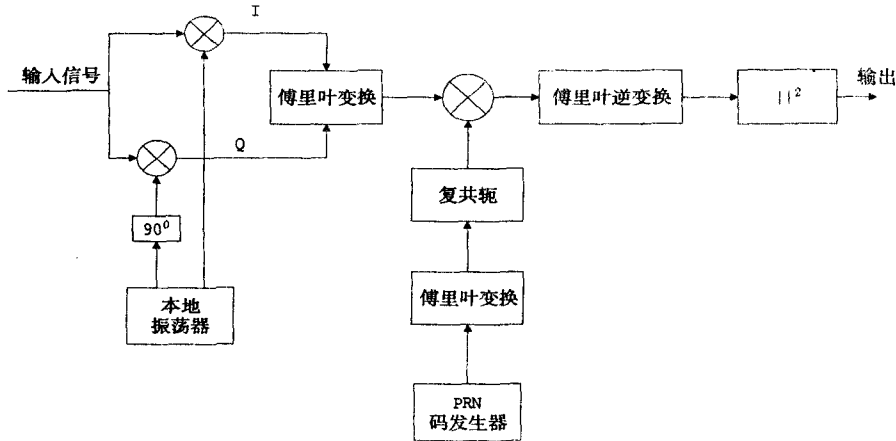 I
输入信号
傅里叶变换
傅里叶逆变换
| |²
输出
Q
复共轭
90⁰
傅里叶变换
本地
振荡器
PRN
码发生器